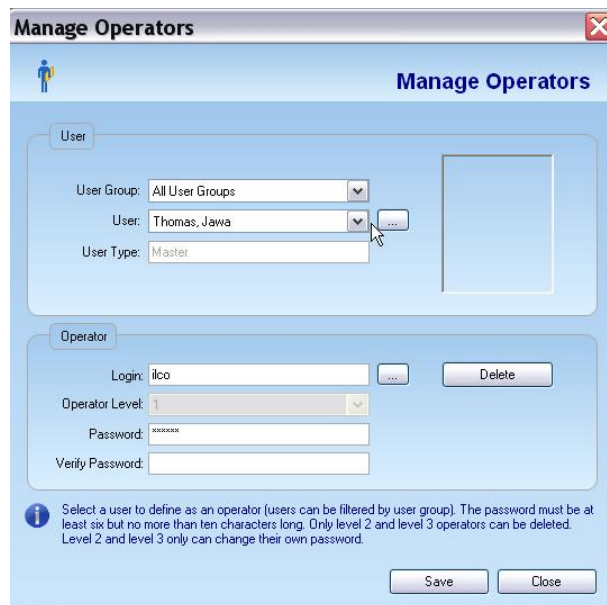 Manage Operators
Manage Operators
User
User Group: All User Groups
User: Thomas, Jawa ...
User Type: Master
Operator
Login: ilco ... Delete
Operator Level: 1
Password: ******
Verify Password:
Select a user to define as an operator (users can be filtered by user group). The password must be at
least six but no more than ten characters long. Only level 2 and level 3 operators can be deleted.
Level 2 and level 3 only can change their own password.
Save Close